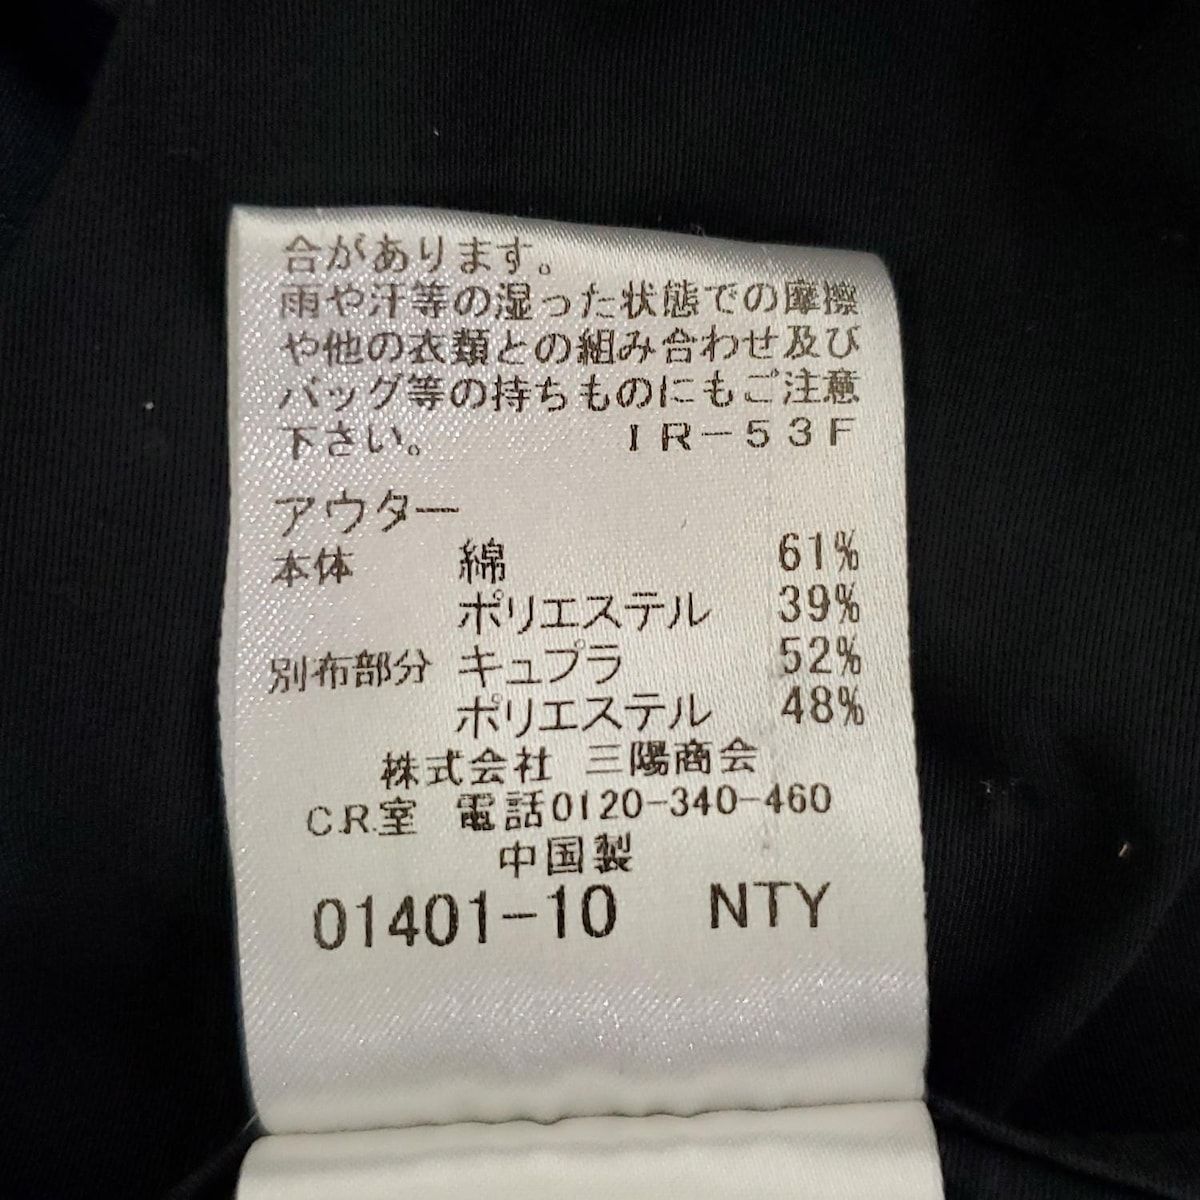 合があります。
雨や汗等の湿った状態での摩擦
や他の衣類との組み合わせ及び
バッグ等の持ちものにもご注意
下さい。 IR-53F
アウター
本体 綿 61%
ポリエステル 39%
別布部分 キュプラ 52%
ポリエステル 48%
株式会社 三陽商会
C.R.室 電話0120-340-460
中国製
01401-10 NTY